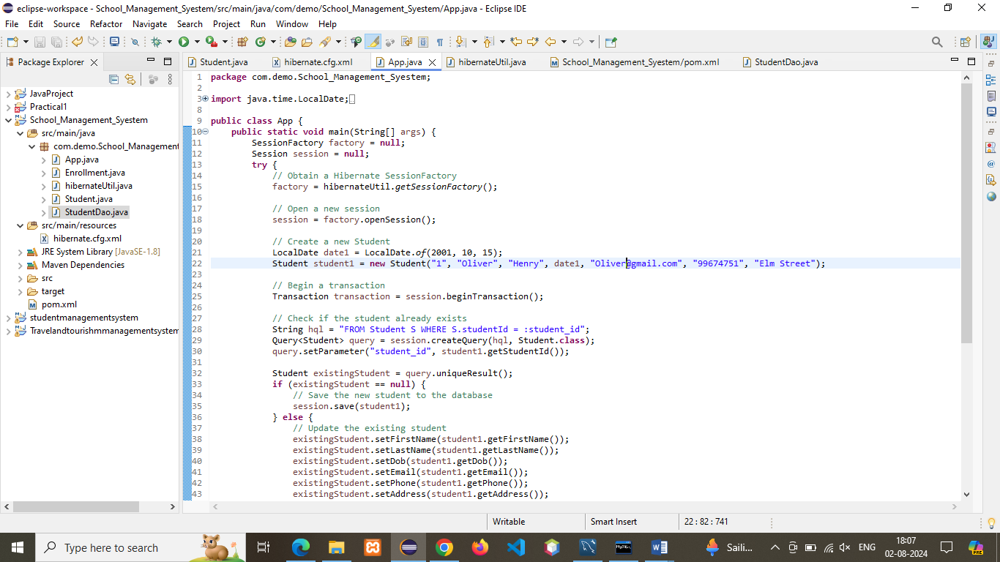 eclipse-workspace - School_Management_Syestem/src/main/java/com/demo/School_Management_Syestem/App.java - Eclipse IDE
File Edit Source Refactor Navigate Search Project Run Window Help
Package Explorer
Student.java hibernate.cfg.xml App.java hibernateUtil.java School_Management_Syestem/pom.xml StudentDao.java
JavaProject
Practical1
School_Management_Syestem
src/main/java
com.demo.School_Management
App.java
Enrollment.java
hibernateUtil.java
Student.java
StudentDao.java
src/main/resources
hibernate.cfg.xml
JRE System Library [JavaSE-1.8]
Maven Dependencies
src
target
pom.xml
studentmanagementsystem
Travelandtourishmmanagementsystem
1 package com.demo.School_Management_Syestem;
2
3 import java.time.LocalDate;
8
9 public class App {
10 public static void main(String[] args) {
11 SessionFactory factory = null;
12 Session session = null;
13 try {
14 // Obtain a Hibernate SessionFactory
15 factory = hibernateUtil.getSessionFactory();
16
17 // Open a new session
18 session = factory.openSession();
19
20 // Create a new Student
21 LocalDate date1 = LocalDate.of(2001, 10, 15);
22 Student student1 = new Student("1", "Oliver", "Henry", date1, "Oliver@gmail.com", "99674751", "Elm Street");
23
24 // Begin a transaction
25 Transaction transaction = session.beginTransaction();
26
27 // Check if the student already exists
28 String hql = "FROM Student S WHERE S.studentId = :student_id";
29 Query<Student> query = session.createQuery(hql, Student.class);
30 query.setParameter("student_id", student1.getStudentId());
31
32 Student existingStudent = query.uniqueResult();
33 if (existingStudent == null) {
34 // Save the new student to the database
35 session.save(student1);
36 } else {
37 // Update the existing student
38 existingStudent.setFirstName(student1.getFirstName());
39 existingStudent.setLastName(student1.getLastName());
40 existingStudent.setDob(student1.getDob());
41 existingStudent.setEmail(student1.getEmail());
42 existingStudent.setPhone(student1.getPhone());
43 existingStudent.setAddress(student1.getAddress());
Writable Smart Insert 22 : 82 : 741
Type here to search
Saili... ENG 18:07
02-08-2024